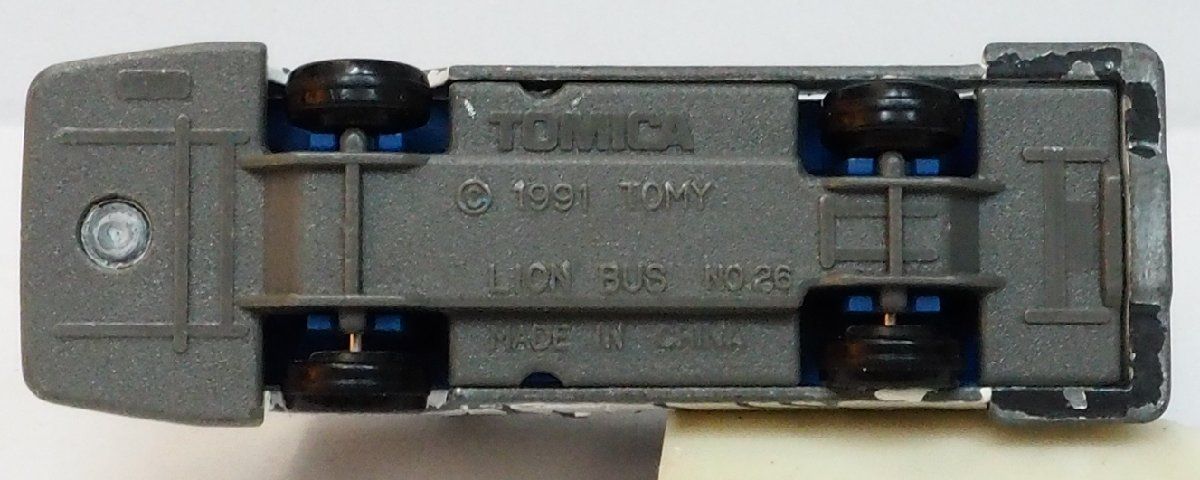 TOMICA
© 1991 TOMY
LION BUS NO.26
MADE IN CHINA